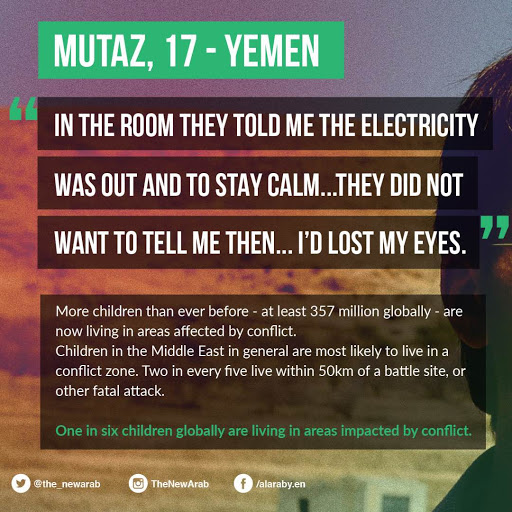 MUTAZ, 17 - YEMEN
“
IN THE ROOM THEY TOLD ME THE ELECTRICITY
WAS OUT AND TO STAY CALM...THEY DID NOT
WANT TO TELL ME THEN... I’D LOST MY EYES.
”
More children than ever before - at least 357 million globally - are
now living in areas affected by conflict.
Children in the Middle East in general are most likely to live in a
conflict zone. Two in every five live within 50km of a battle site, or
other fatal attack.
One in six children globally are living in areas impacted by conflict.
@the_newarab TheNewArab /alaraby.en